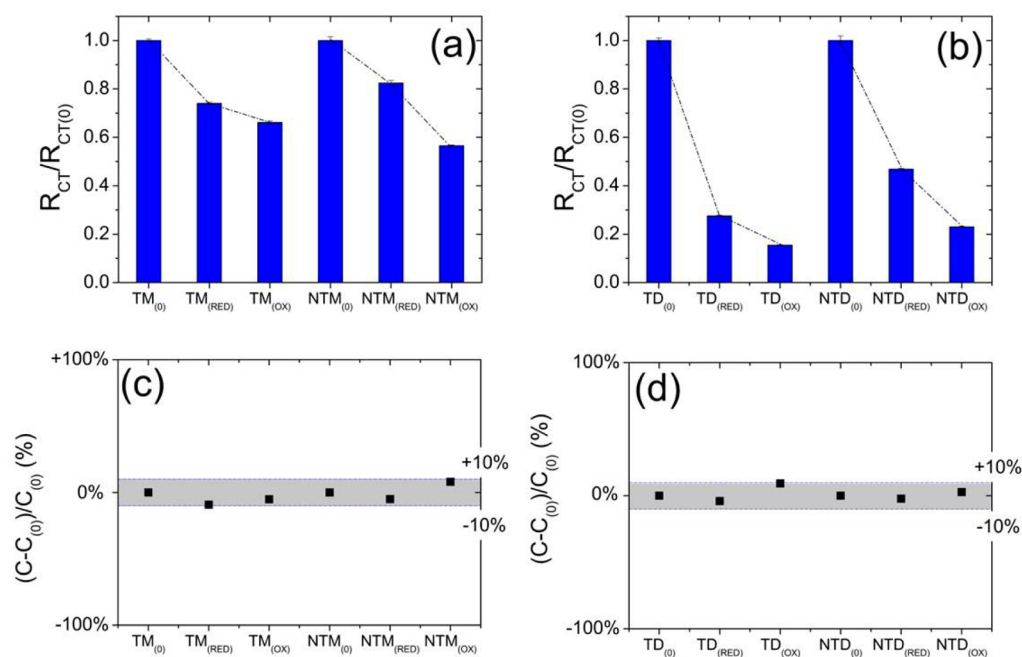 (a)
R_CT/R_CT(0)
1.0
0.8
0.6
0.4
0.2
0.0
TM(0) TM(RED) TM(OX) NTM(0) NTM(RED) NTM(OX)
(b)
R_CT/R_CT(0)
1.0
0.8
0.6
0.4
0.2
0.0
TD(0) TD(RED) TD(OX) NTD(0) NTD(RED) NTD(OX)
(c)
(C-C(0))/C(0) (%)
+100%
0%
-100%
+10%
-10%
TM(0) TM(RED) TM(OX) NTM(0) NTM(RED) NTM(OX)
(d)
(C-C(0))/C(0) (%)
100%
0%
-100%
+10%
-10%
TD(0) TD(RED) TD(OX) NTD(0) NTD(RED) NTD(OX)